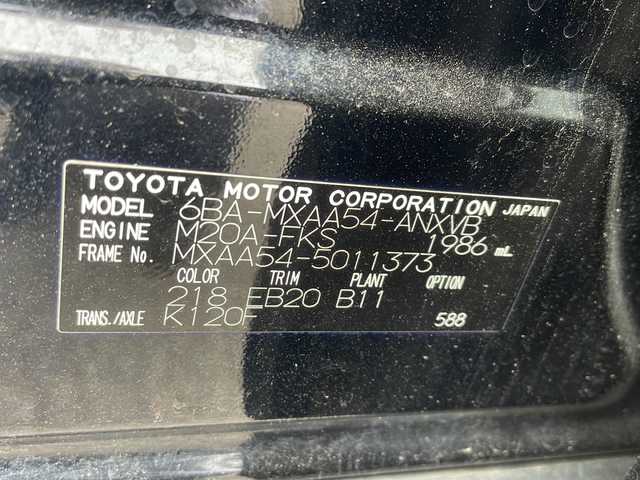 TOYOTA MOTOR CORPORATION JAPAN
MODEL 6BA-MXAA54-ANXVB
ENGINE M20A-FKS 1986 mL
FRAME No. MXAA54-5011373
COLOR TRIM PLANT OPTION
218 EB20 B11
TRANS./AXLE K120F 588